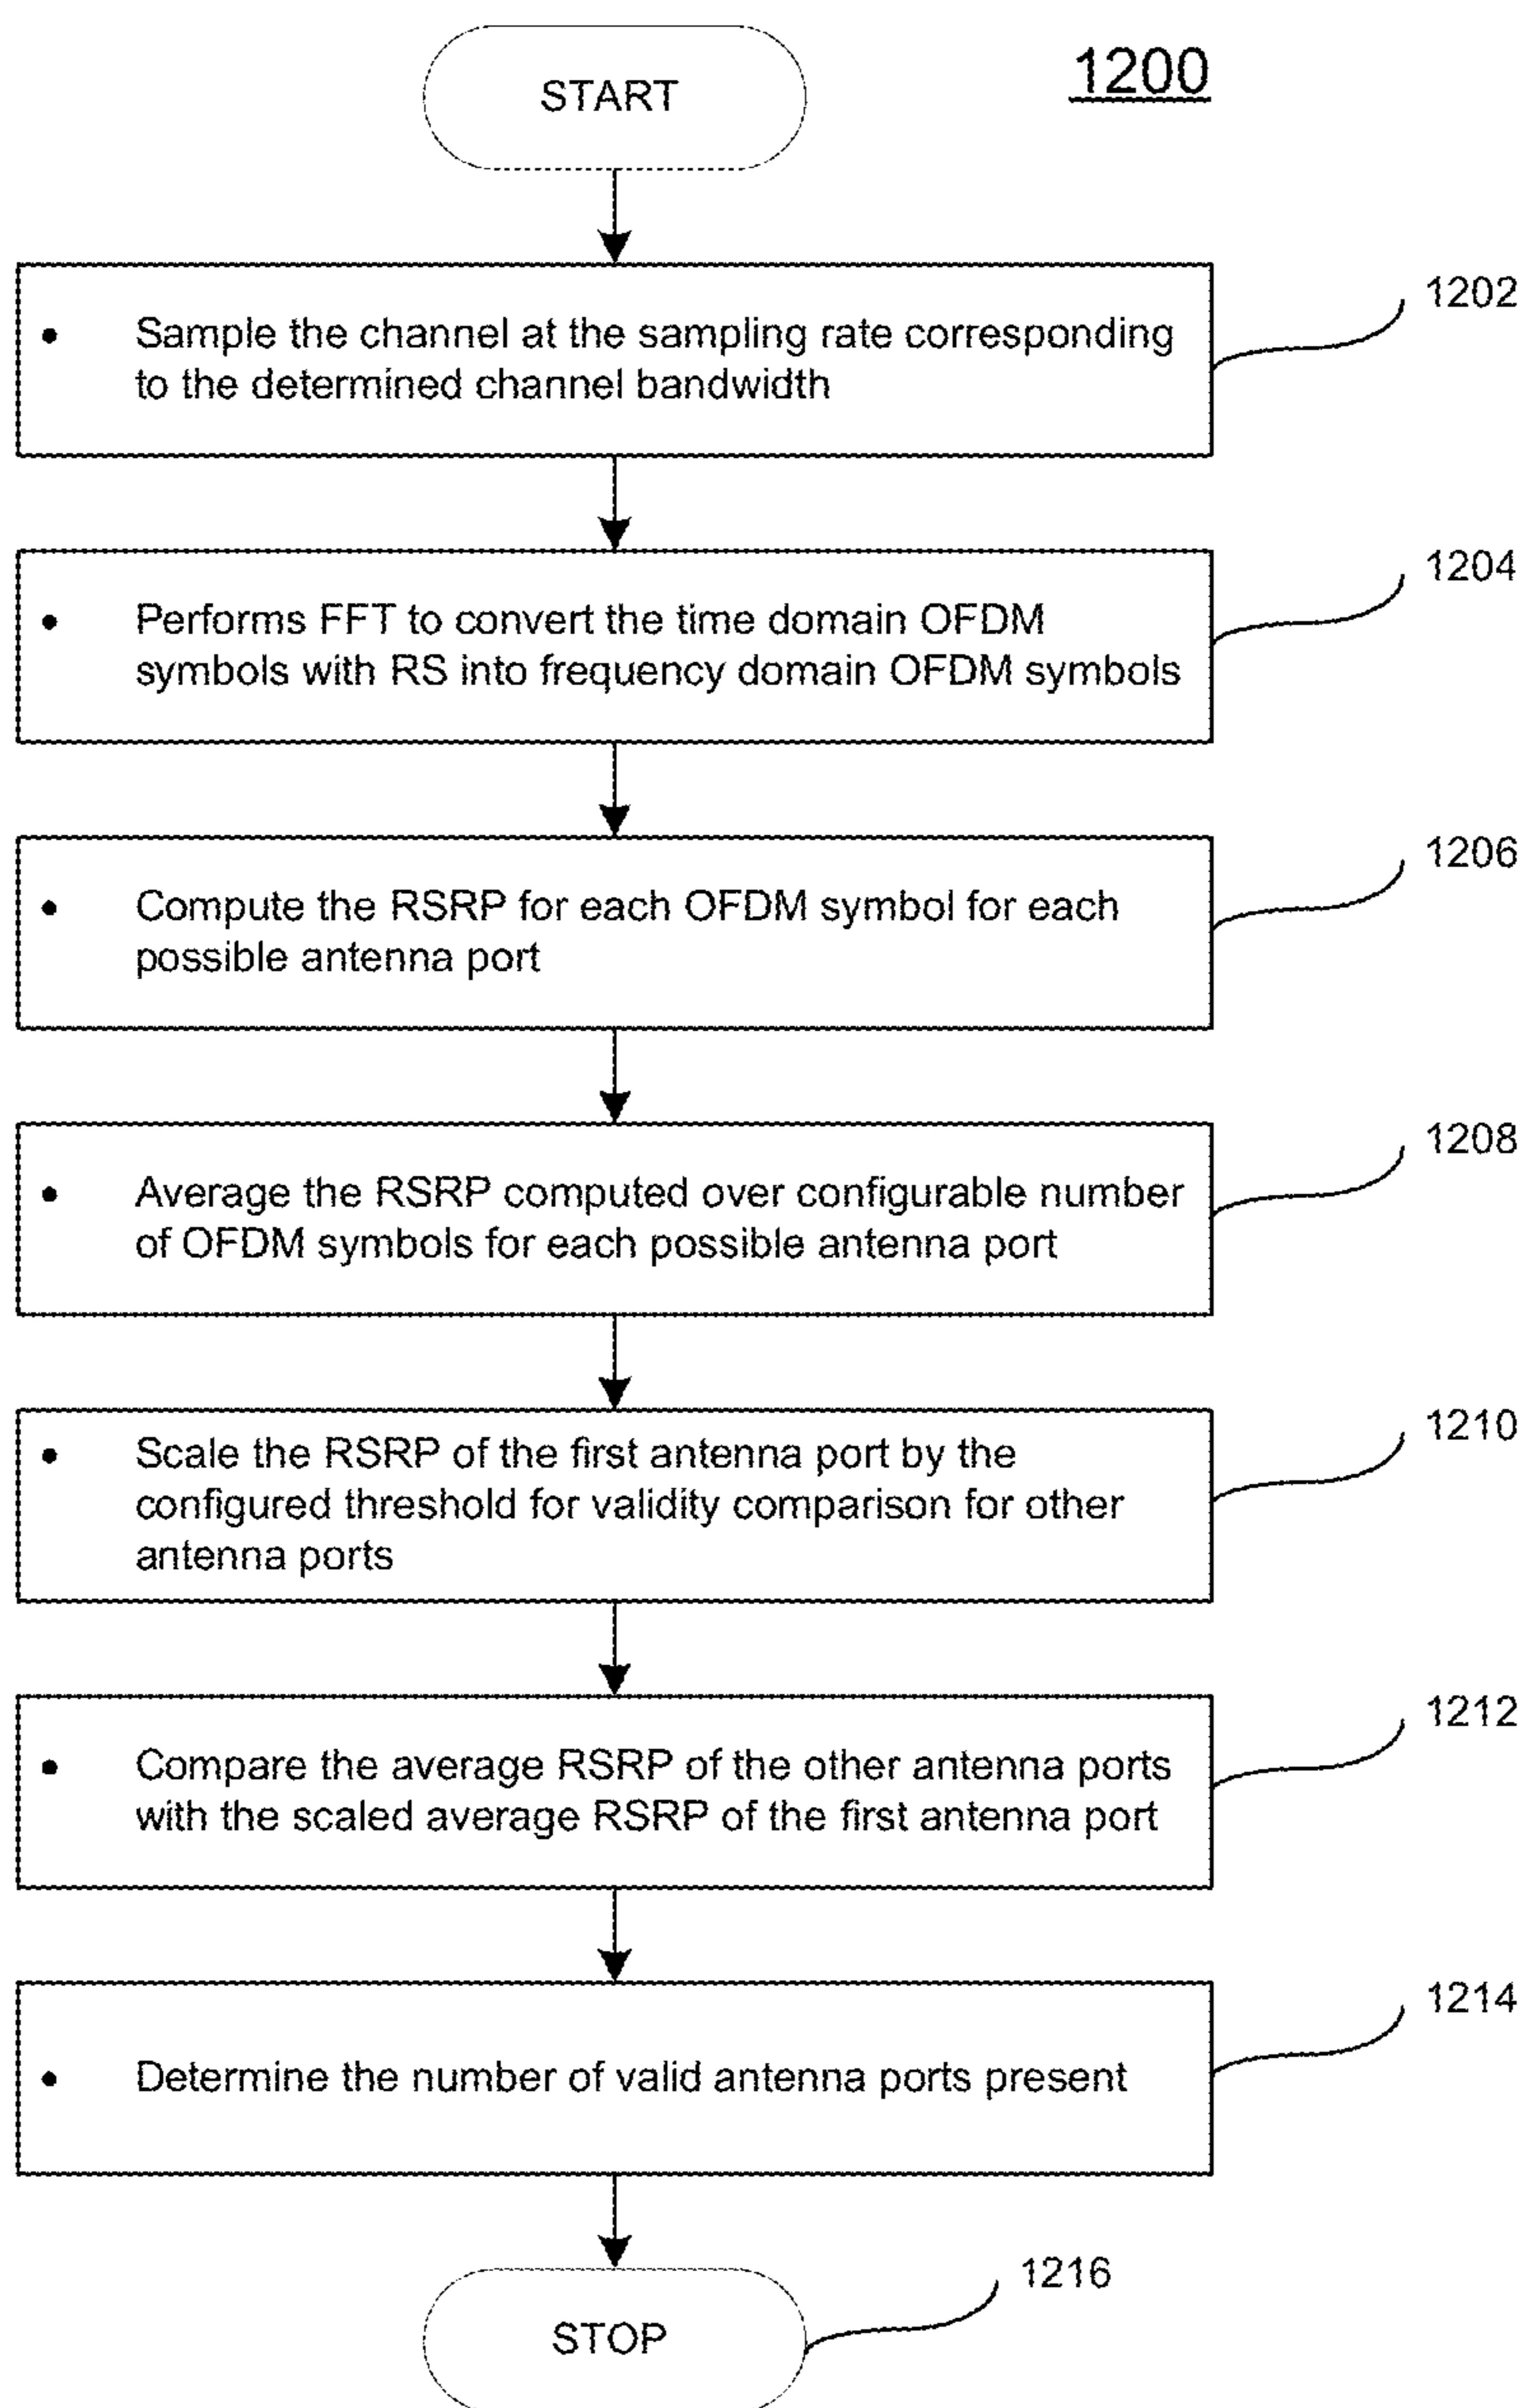 START
1200
• Sample the channel at the sampling rate corresponding
to the determined channel bandwidth
1202
• Performs FFT to convert the time domain OFDM
symbols with RS into frequency domain OFDM symbols
1204
• Compute the RSRP for each OFDM symbol for each
possible antenna port
1206
• Average the RSRP computed over configurable number
of OFDM symbols for each possible antenna port
1208
• Scale the RSRP of the first antenna port by the
configured threshold for validity comparison for other
antenna ports
1210
• Compare the average RSRP of the other antenna ports
with the scaled average RSRP of the first antenna port
1212
• Determine the number of valid antenna ports present
1214
STOP
1216